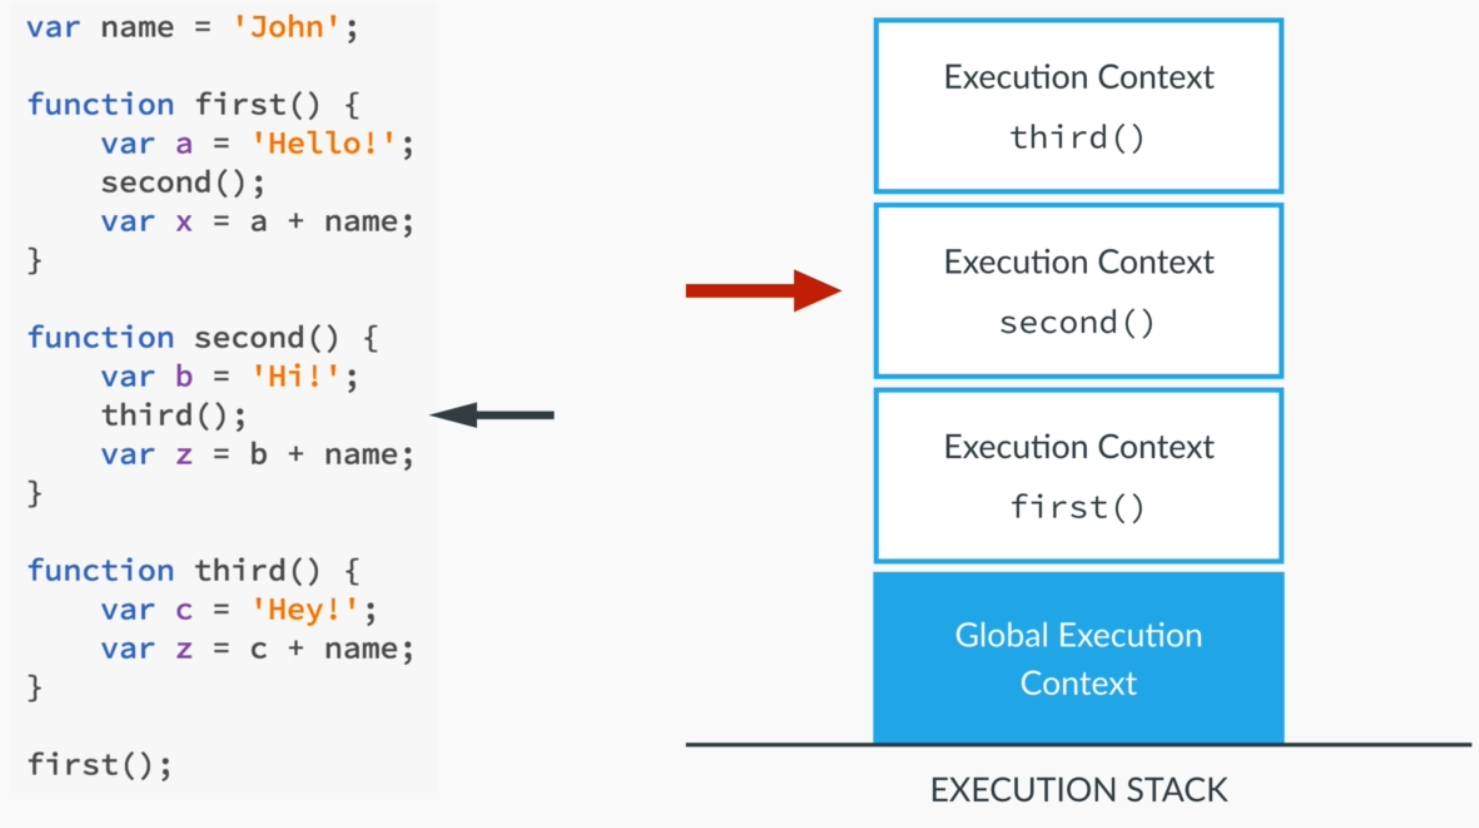 var name = 'John';
function first() {
    var a = 'Hello!';
    second();
    var x = a + name;
}
function second() {
    var b = 'Hi!';
    third();
    var z = b + name;
}
function third() {
    var c = 'Hey!';
    var z = c + name;
}
first();
Execution Context
third()
Execution Context
second()
Execution Context
first()
Global Execution
Context
EXECUTION STACK